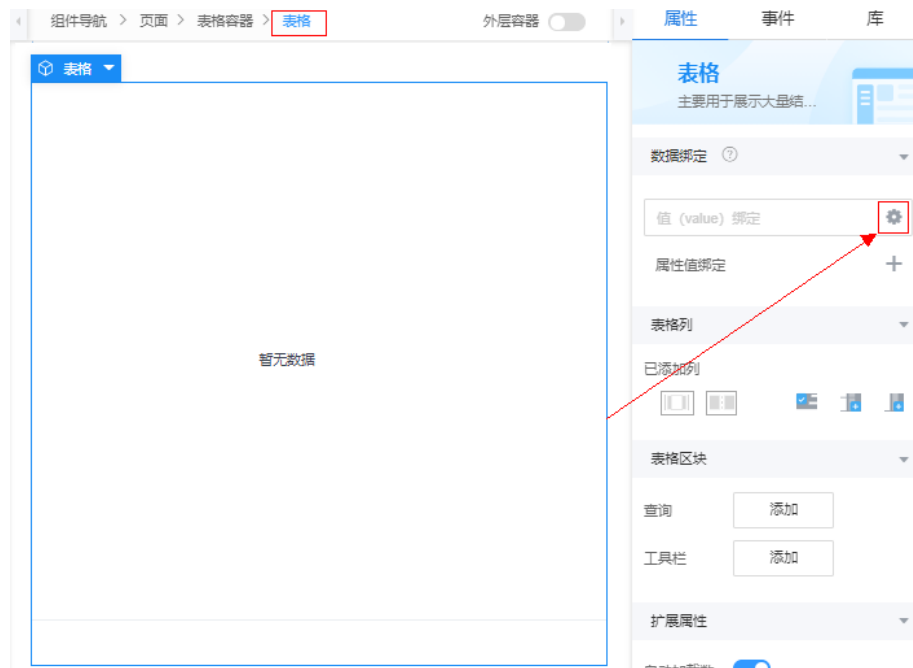 组件导航 > 页面 > 表格容器 > 表格
外层容器
表格
暂无数据
属性 事件 库
表格
主要用于展示大量结...
数据绑定
值（value）绑定
属性值绑定
表格列
已添加列
表格区块
查询 添加
工具栏 添加
扩展属性